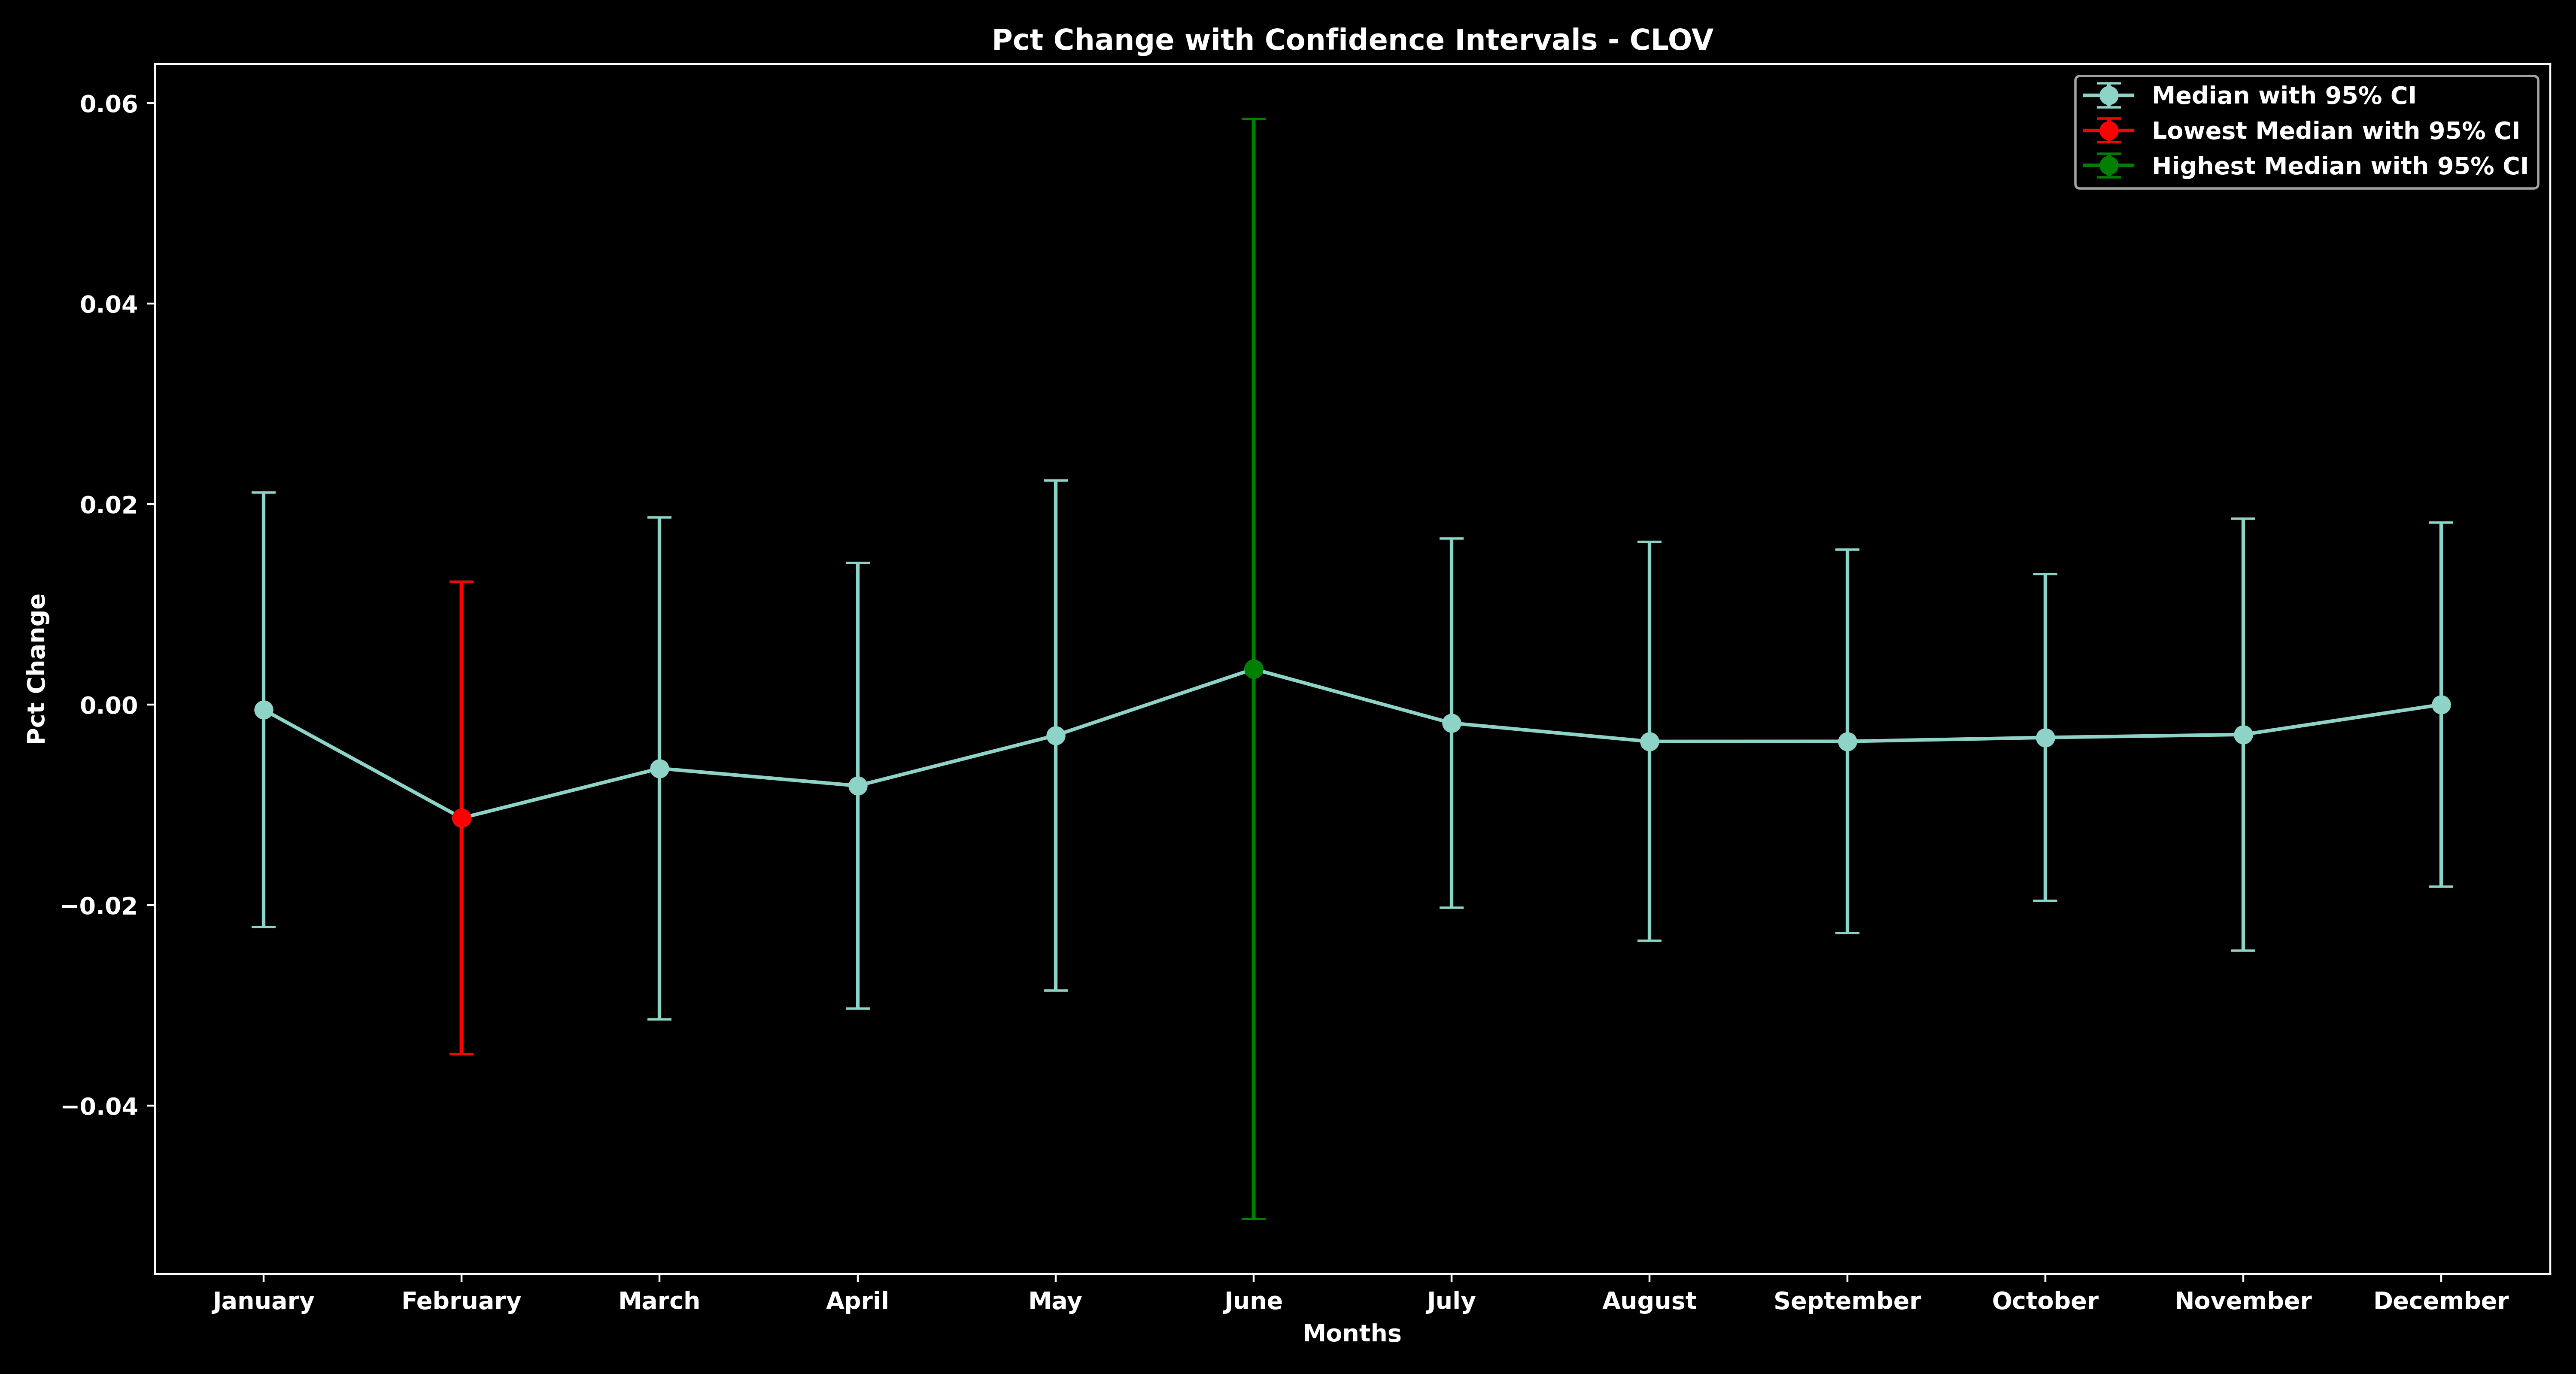 Pct Change with Confidence Intervals - CLOV
Median with 95% CI
Lowest Median with 95% CI
Highest Median with 95% CI
0.06
0.04
0.02
0.00
−0.02
−0.04
Pct Change
January February March April May June July August September October November December
Months